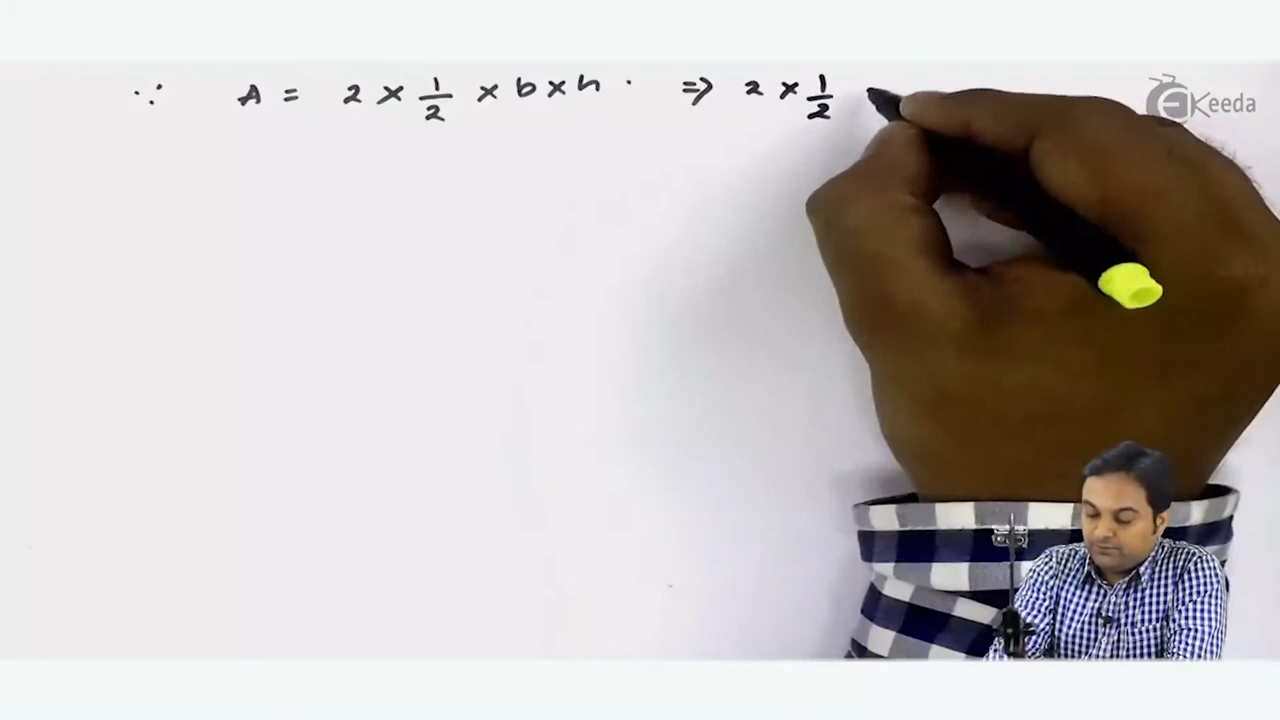 ∵ A = 2 × 1/2 × b × h . ⇒ 2 × 1/2
EKeeda